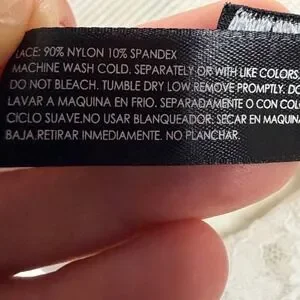 LACE: 90% NYLON 10% SPANDEX
MACHINE WASH COLD. SEPARATELY OR WITH LIKE COLORS.
DO NOT BLEACH. TUMBLE DRY LOW REMOVE PROMPTLY. DO
LAVAR A MAQUINA EN FRIO. SEPARADAMENTE O CON COLO
CICLO SUAVE.NO USAR BLANQUEADOR. SECAR EN MAQUINA
BAJA.RETIRAR INMEDIAMENTE. NO PLANCHAR.